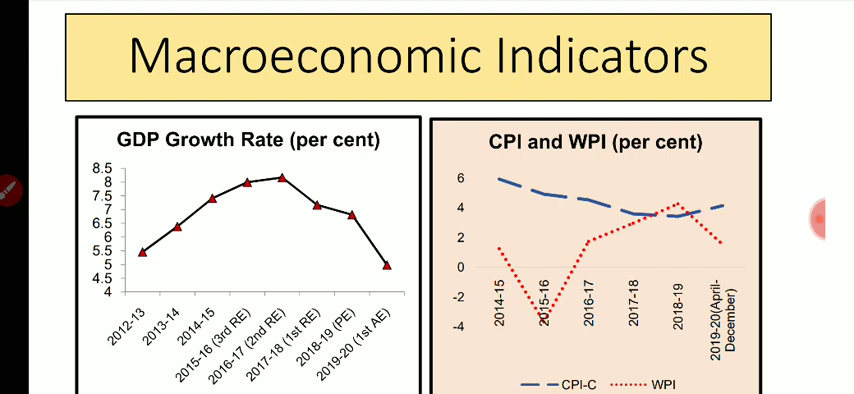 Macroeconomic Indicators
GDP Growth Rate (per cent)
8.5
8
7.5
7
6.5
6
5.5
5
4.5
4
2012-13
2013-14
2014-15
2015-16 (3rd RE)
2016-17 (2nd RE)
2017-18 (1st RE)
2018-19 (PE)
2019-20 (1st AE)
CPI and WPI (per cent)
6
4
2
0
-2
-4
2014-15
2015-16
2016-17
2017-18
2018-19
2019-20(April-
December)
CPI-C
WPI